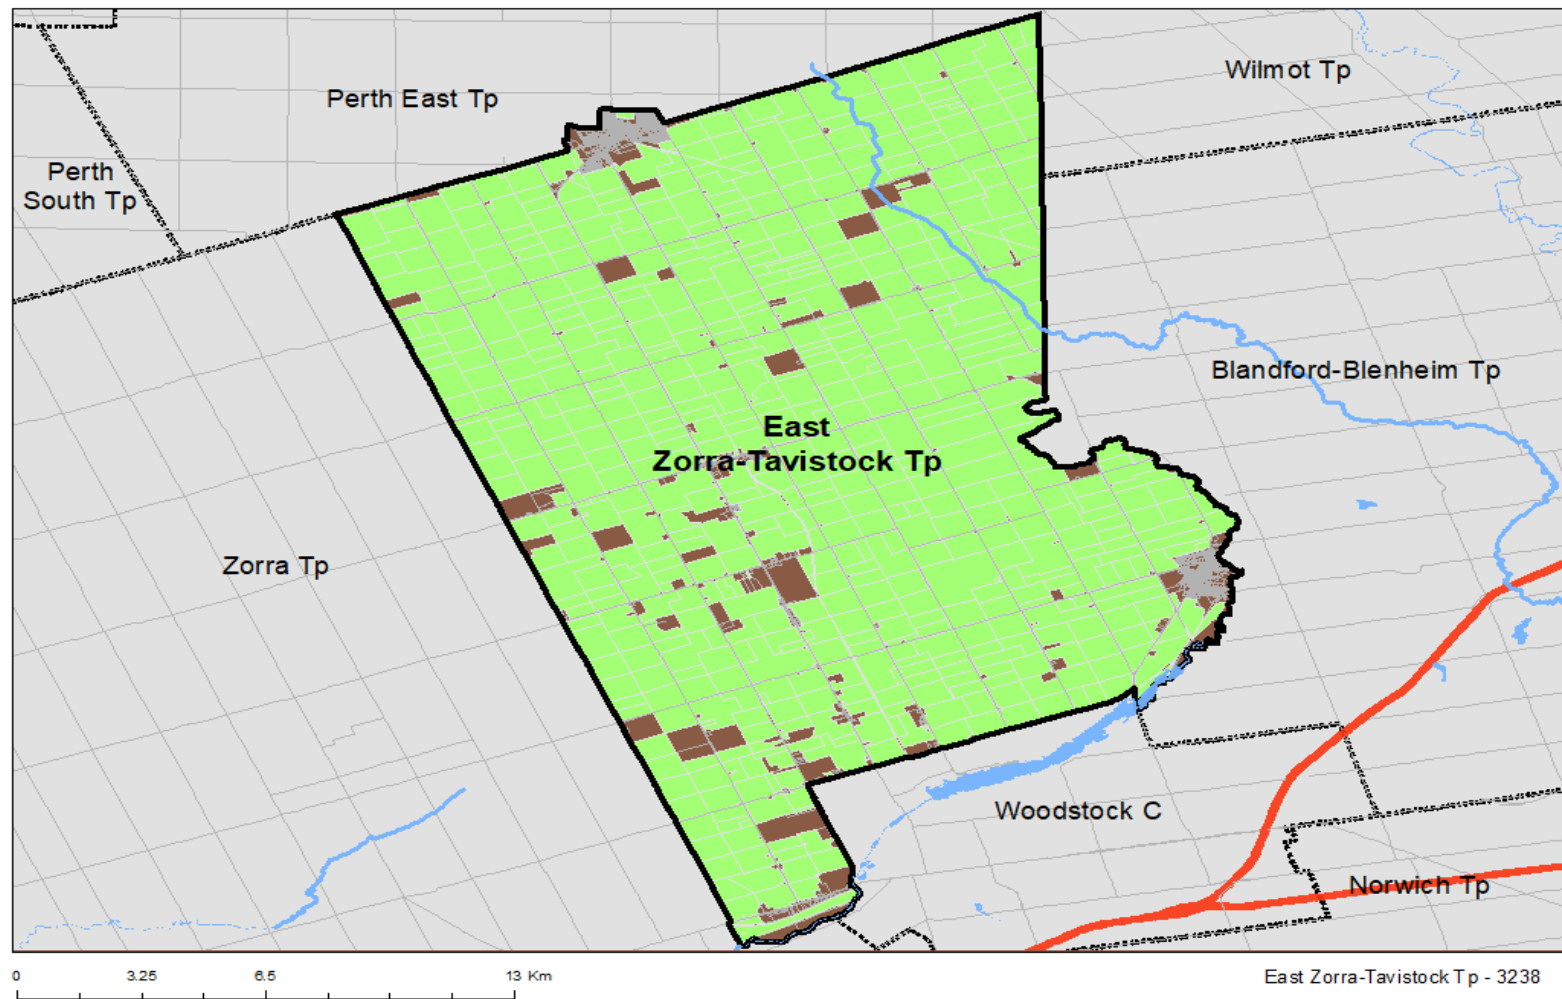 Wilmot Tp
Perth East Tp
Perth
South Tp
Blandford-Blenheim Tp
East
Zorra-Tavistock Tp
Zorra Tp
Woodstock C
Norwich Tp
0 3.25 6.5 13 Km
East Zorra-Tavistock Tp - 3238